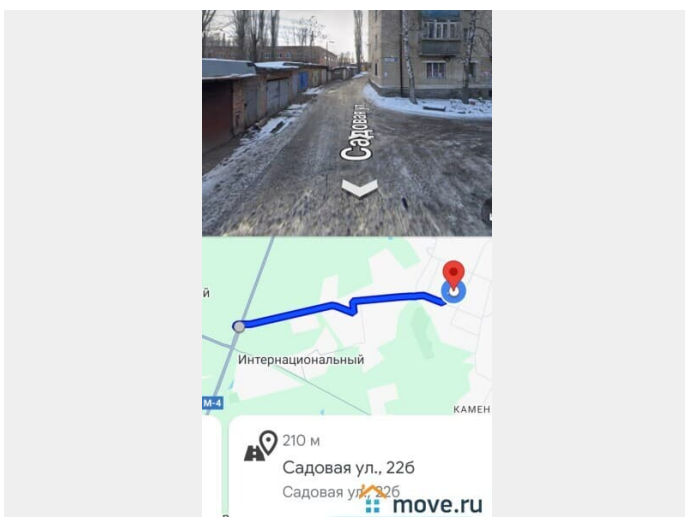 Садовая ул.
й
Интернациональный
М-4
КАМЕН
210 м
Садовая ул., 22б
Садовая ул., 22б
move.ru